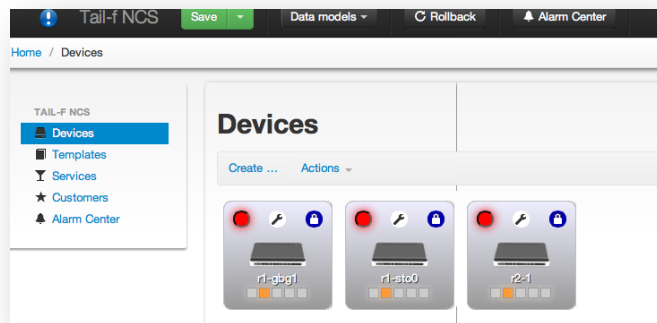 Tail-f NCS Save Data models Rollback Alarm Center
Home / Devices
TAIL-F NCS
Devices
Templates
Services
Customers
Alarm Center
Devices
Create ... Actions
r1-gbg1 r1-sto0 r2-1